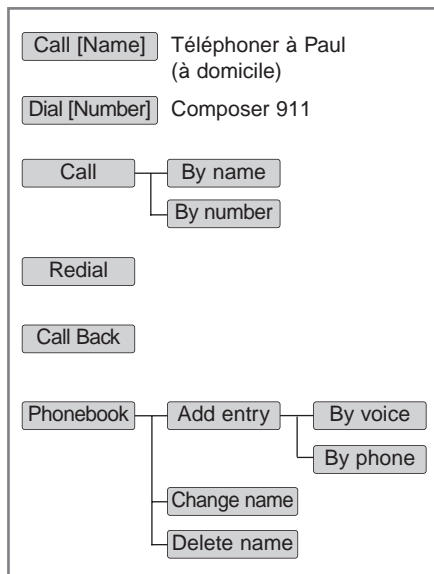 Call [Name] Téléphoner à Paul
(à domicile)
Dial [Number] Composer 911
Call By name
By number
Redial
Call Back
Phonebook Add entry By voice
By phone
Change name
Delete name